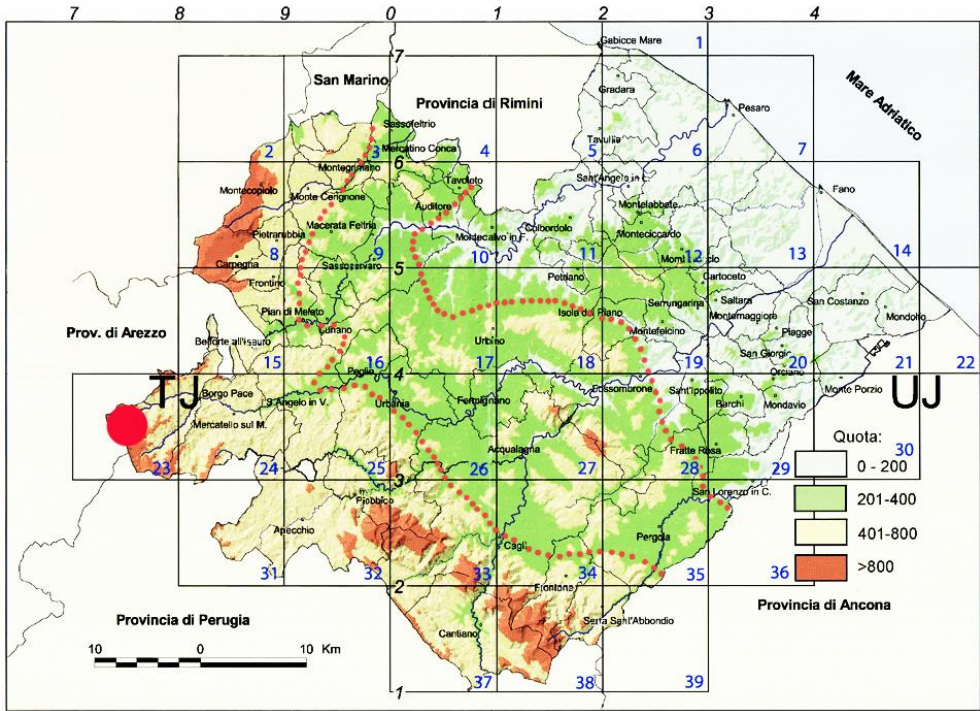 7 8 9 0 1 2 3 4
Gabicce Mare 1
7
San Marino
Gradara
Provincia di Rimini
Pesaro
Mare Adriatico
Sassofeltrio
Tavullia
Mercatino Conca
2 3 4 5 6 7
6
Montegrimano
Sant'Angelo in L.
Montecopiolo
Tavoleto
Fano
Monte Cerignone
Auditore
Montelabbate
Macerata Feltria
Colbordolo
Pietrarubbia
Montecalvo in F.
Monteciccardo
8 9 10 11 12 13 14
Carpegna
Sassocorvaro
5
Petriano
Cartoceto
Frontino
San Costanzo
Serrungarina
Saltara
Pian di Meleto
Isola del Piano
Montemaggiore
Mondolfo
Prov. di Arezzo
Lunano
Montefelcino
Piagge
Belforte all'Isauro
Urbino
San Giorgio
15 16 17 18 19 20 21 22
Peglio
4
Orciano
TJ
Borgo Pace
Fossombrone
Sant'Ippolito
Monte Porzio
UJ
S.Angelo in V.
Urbania
Fermignano
Barchi
Mondavio
Mercatello sul M.
Acqualagna
Quota:
Fratte Rosa
23 24 25 26 27 28 29 30
0 - 200
3
San Lorenzo in C.
Piobbico
201-400
Apecchio
Pergola
401-800
Cagli
31 32 33 34 35 36
>800
2
Frontone
Provincia di Ancona
Provincia di Perugia
Serra Sant'Abbondio
Cantiano
10 0 10 Km
37 38 39
1